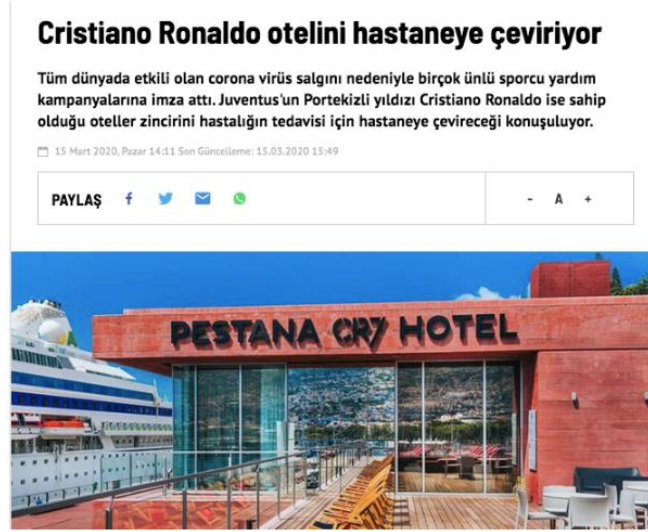 Cristiano Ronaldo otelini hastaneye çeviriyor
Tüm dünyada etkili olan corona virüs salgını nedeniyle birçok ünlü sporcu yardım
kampanyalarına imza attı. Juventus'un Portekizli yıldızı Cristiano Ronaldo ise sahip
olduğu oteller zincirini hastalığın tedavisi için hastaneye çevireceği konuşuluyor.
15 Mart 2020, Pazar 14:11 Son Güncelleme: 15.03.2020 15:49
PAYLAŞ
- A +
PESTANA CR7 HOTEL